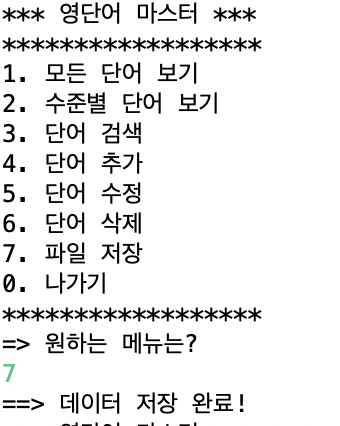 *** 영단어 마스터 ***
******************
1. 모든 단어 보기
2. 수준별 단어 보기
3. 단어 검색
4. 단어 추가
5. 단어 수정
6. 단어 삭제
7. 파일 저장
0. 나가기
******************
=> 원하는 메뉴는?
7
==> 데이터 저장 완료!